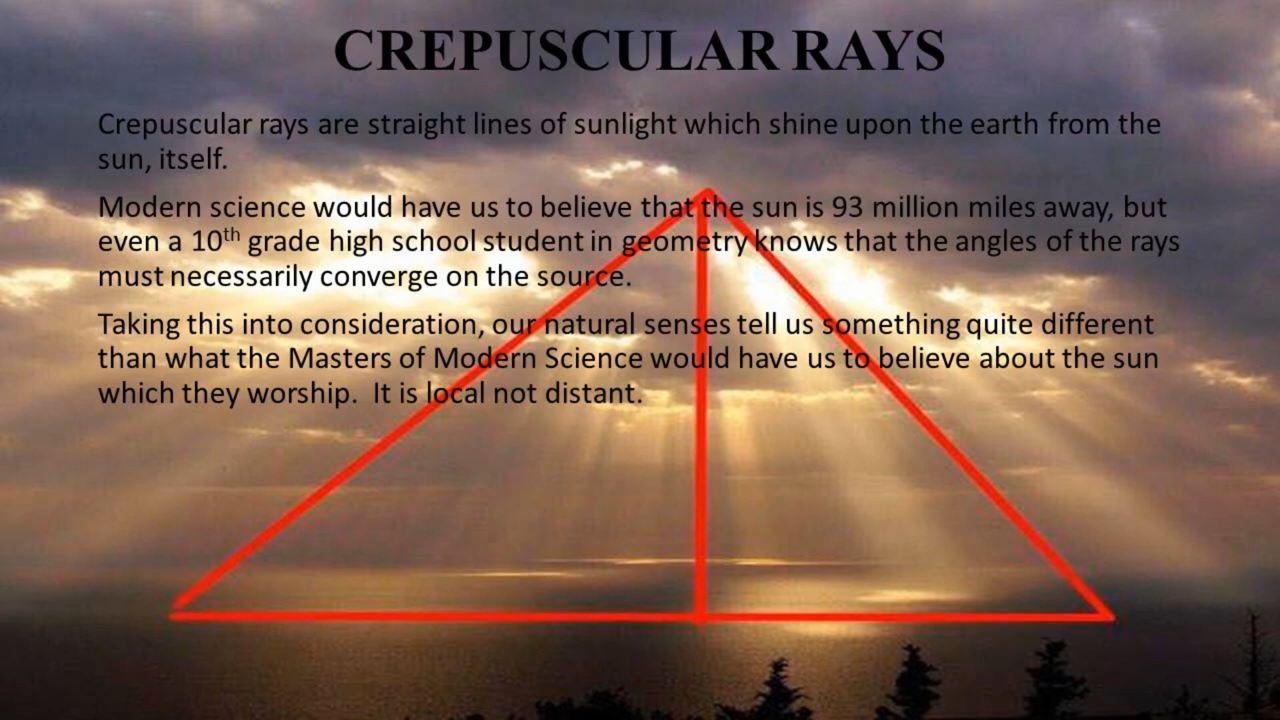 CREPUSCULAR RAYS
Crepuscular rays are straight lines of sunlight which shine upon the earth from the
sun, itself.
Modern science would have us to believe that the sun is 93 million miles away, but
even a 10th grade high school student in geometry knows that the angles of the rays
must necessarily converge on the source.
Taking this into consideration, our natural senses tell us something quite different
than what the Masters of Modern Science would have us to believe about the sun
which they worship.  It is local not distant.